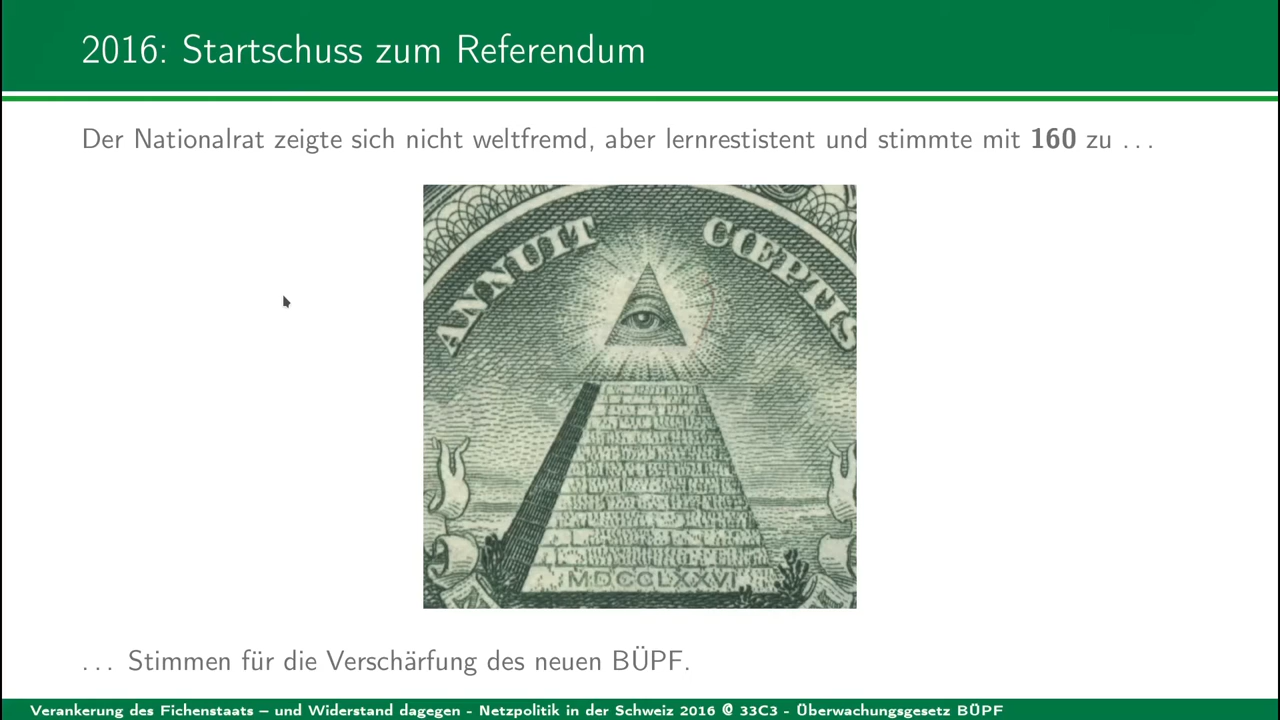 2016: Startschuss zum Referendum
Der Nationalrat zeigte sich nicht weltfremd, aber lernrestistent und stimmte mit 160 zu ...
ANNUIT CŒPTIS
MDCCLXXVI
... Stimmen für die Verschärfung des neuen BÜPF.
Verankerung des Fichenstaats – und Widerstand dagegen - Netzpolitik in der Schweiz 2016 @ 33C3 - Überwachungsgesetz BÜPF